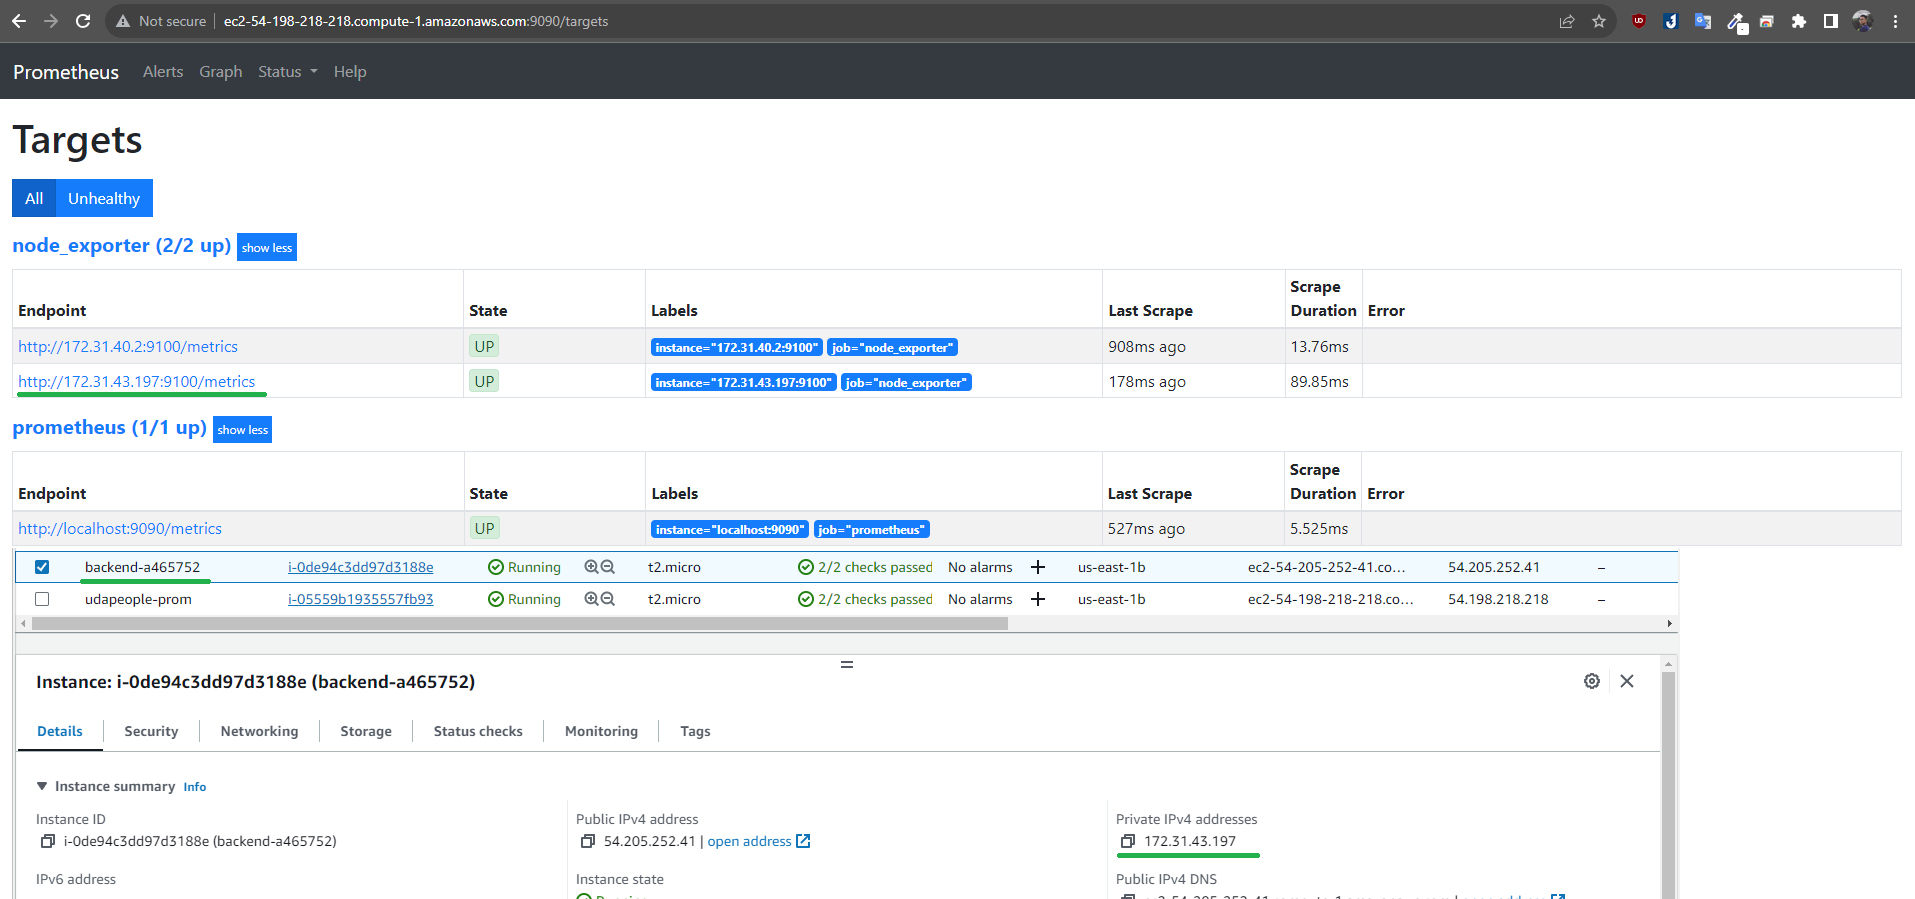 Not secure | ec2-54-198-218-218.compute-1.amazonaws.com:9090/targets
Prometheus Alerts Graph Status Help
Targets
All Unhealthy
node_exporter (2/2 up) show less
Endpoint State Labels Last Scrape Scrape Duration Error
http://172.31.40.2:9100/metrics UP instance="172.31.40.2:9100" job="node_exporter" 908ms ago 13.76ms
http://172.31.43.197:9100/metrics UP instance="172.31.43.197:9100" job="node_exporter" 178ms ago 89.85ms
prometheus (1/1 up) show less
Endpoint State Labels Last Scrape Scrape Duration Error
http://localhost:9090/metrics UP instance="localhost:9090" job="prometheus" 527ms ago 5.525ms
backend-a465752 i-0de94c3dd97d3188e Running t2.micro 2/2 checks passed No alarms + us-east-1b ec2-54-205-252-41.co... 54.205.252.41 –
udapeople-prom i-05559b1935557fb93 Running t2.micro 2/2 checks passed No alarms + us-east-1b ec2-54-198-218-218.co... 54.198.218.218 –
Instance: i-0de94c3dd97d3188e (backend-a465752)
Details Security Networking Storage Status checks Monitoring Tags
Instance summary Info
Instance ID Public IPv4 address Private IPv4 addresses
i-0de94c3dd97d3188e (backend-a465752) 54.205.252.41 | open address 172.31.43.197
IPv6 address Instance state Public IPv4 DNS